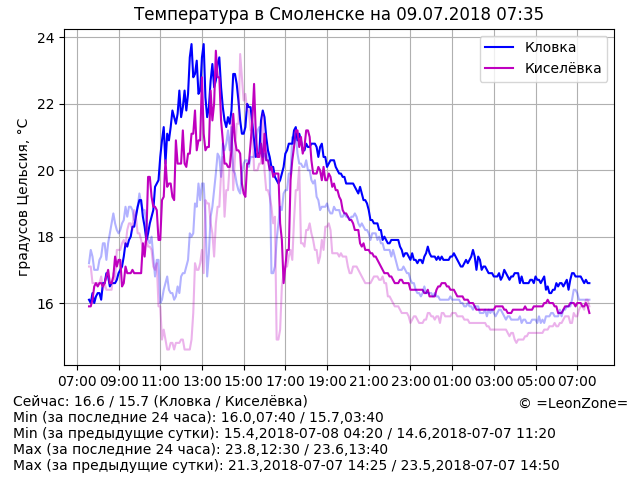 Температура в Смоленске на 09.07.2018 07:35
градусов Цельсия, °C
24
22
20
18
16
Кловка
Киселёвка
07:00 09:00 11:00 13:00 15:00 17:00 19:00 21:00 23:00 01:00 03:00 05:00 07:00
Сейчас: 16.6 / 15.7 (Кловка / Киселёвка)
© =LeonZone=
Min (за последние 24 часа): 16.0,07:40 / 15.7,03:40
Min (за предыдущие сутки): 15.4,2018-07-08 04:20 / 14.6,2018-07-07 11:20
Max (за последние 24 часа): 23.8,12:30 / 23.6,13:40
Max (за предыдущие сутки): 21.3,2018-07-07 14:25 / 23.5,2018-07-07 14:50